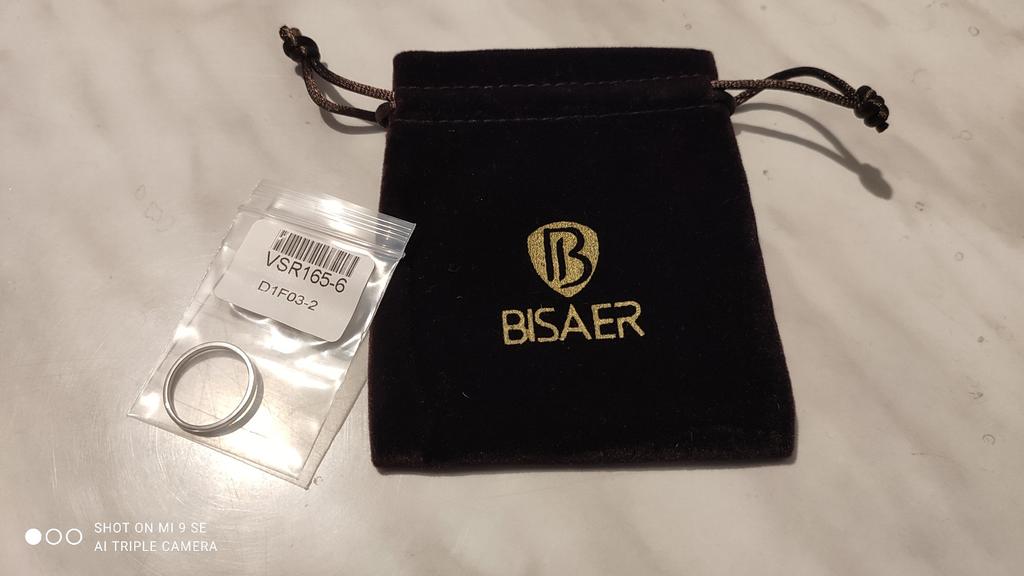 VSR165-6
D1F03-2
B
BISAER
SHOT ON MI 9 SE
AI TRIPLE CAMERA